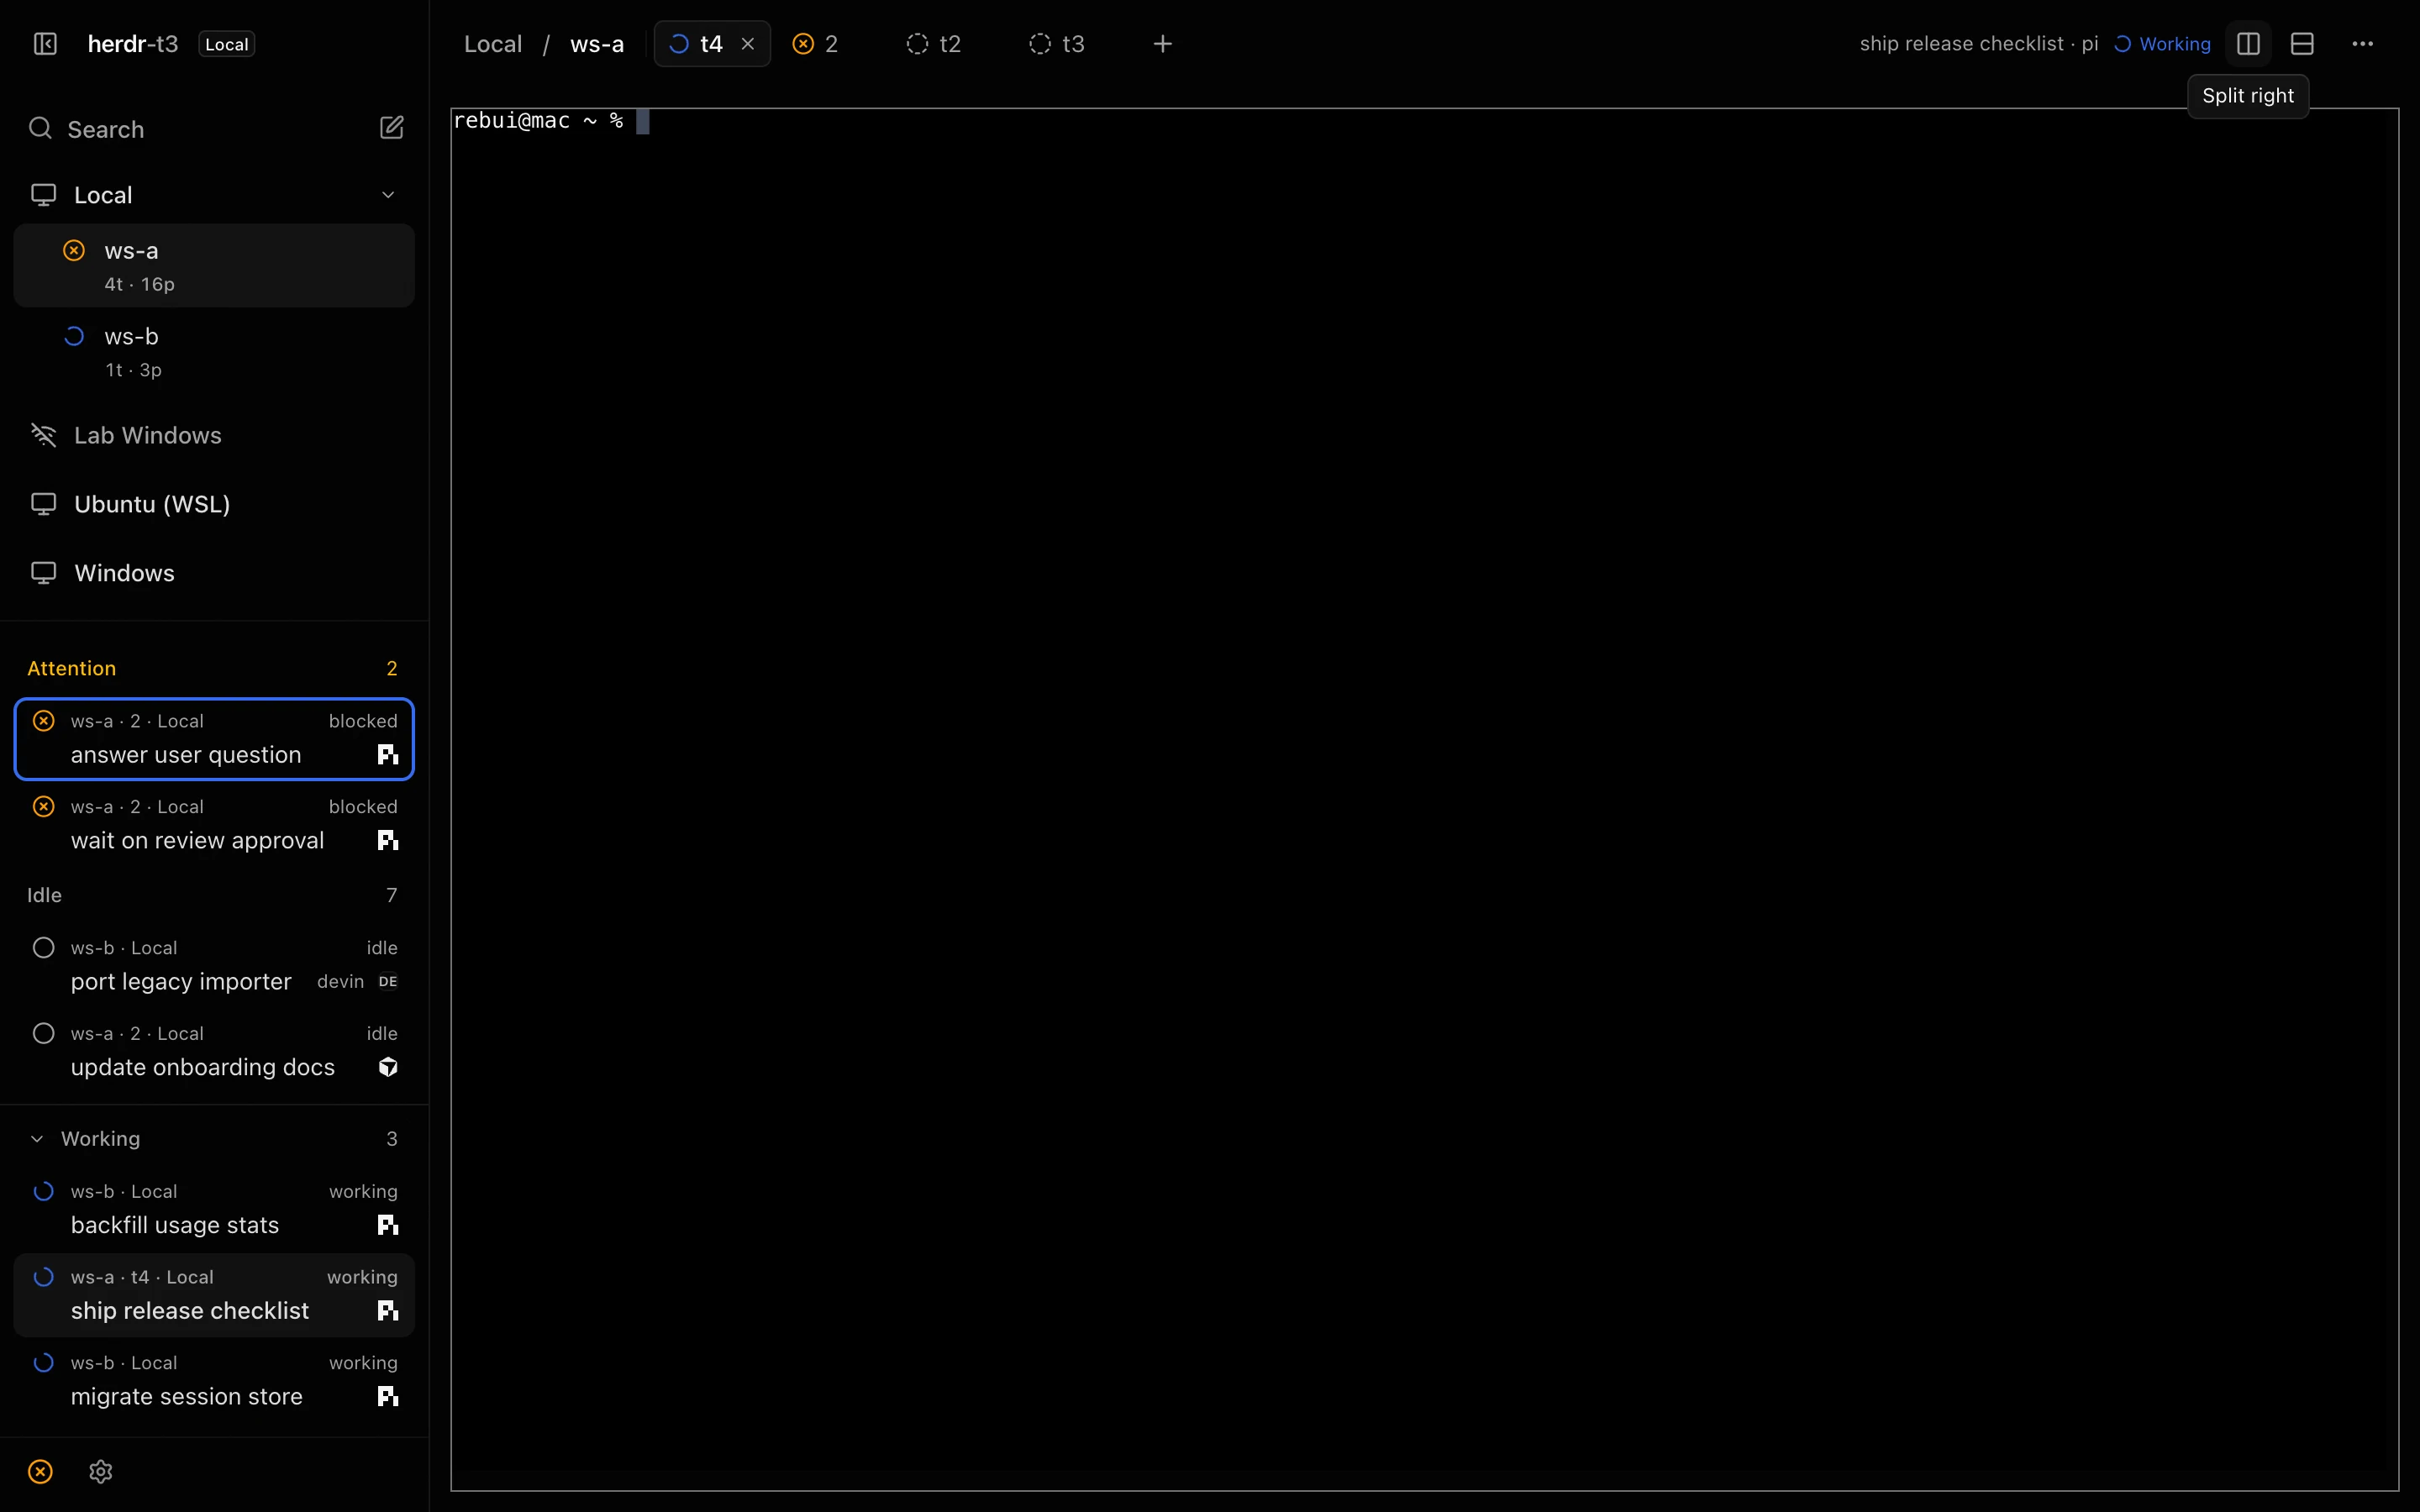 herdr-t3 Local
Search
Local
ws-a
4t · 16p
ws-b
1t · 3p
Lab Windows
Ubuntu (WSL)
Windows
Attention 2
ws-a · 2 · Local blocked
answer user question
ws-a · 2 · Local blocked
wait on review approval
Idle 7
ws-b · Local idle
port legacy importer devin DE
ws-a · 2 · Local idle
update onboarding docs
Working 3
ws-b · Local working
backfill usage stats
ws-a · t4 · Local working
ship release checklist
ws-b · Local working
migrate session store
Local / ws-a t4 2 t2 t3
ship release checklist · pi Working
Split right
rebui@mac ~ %